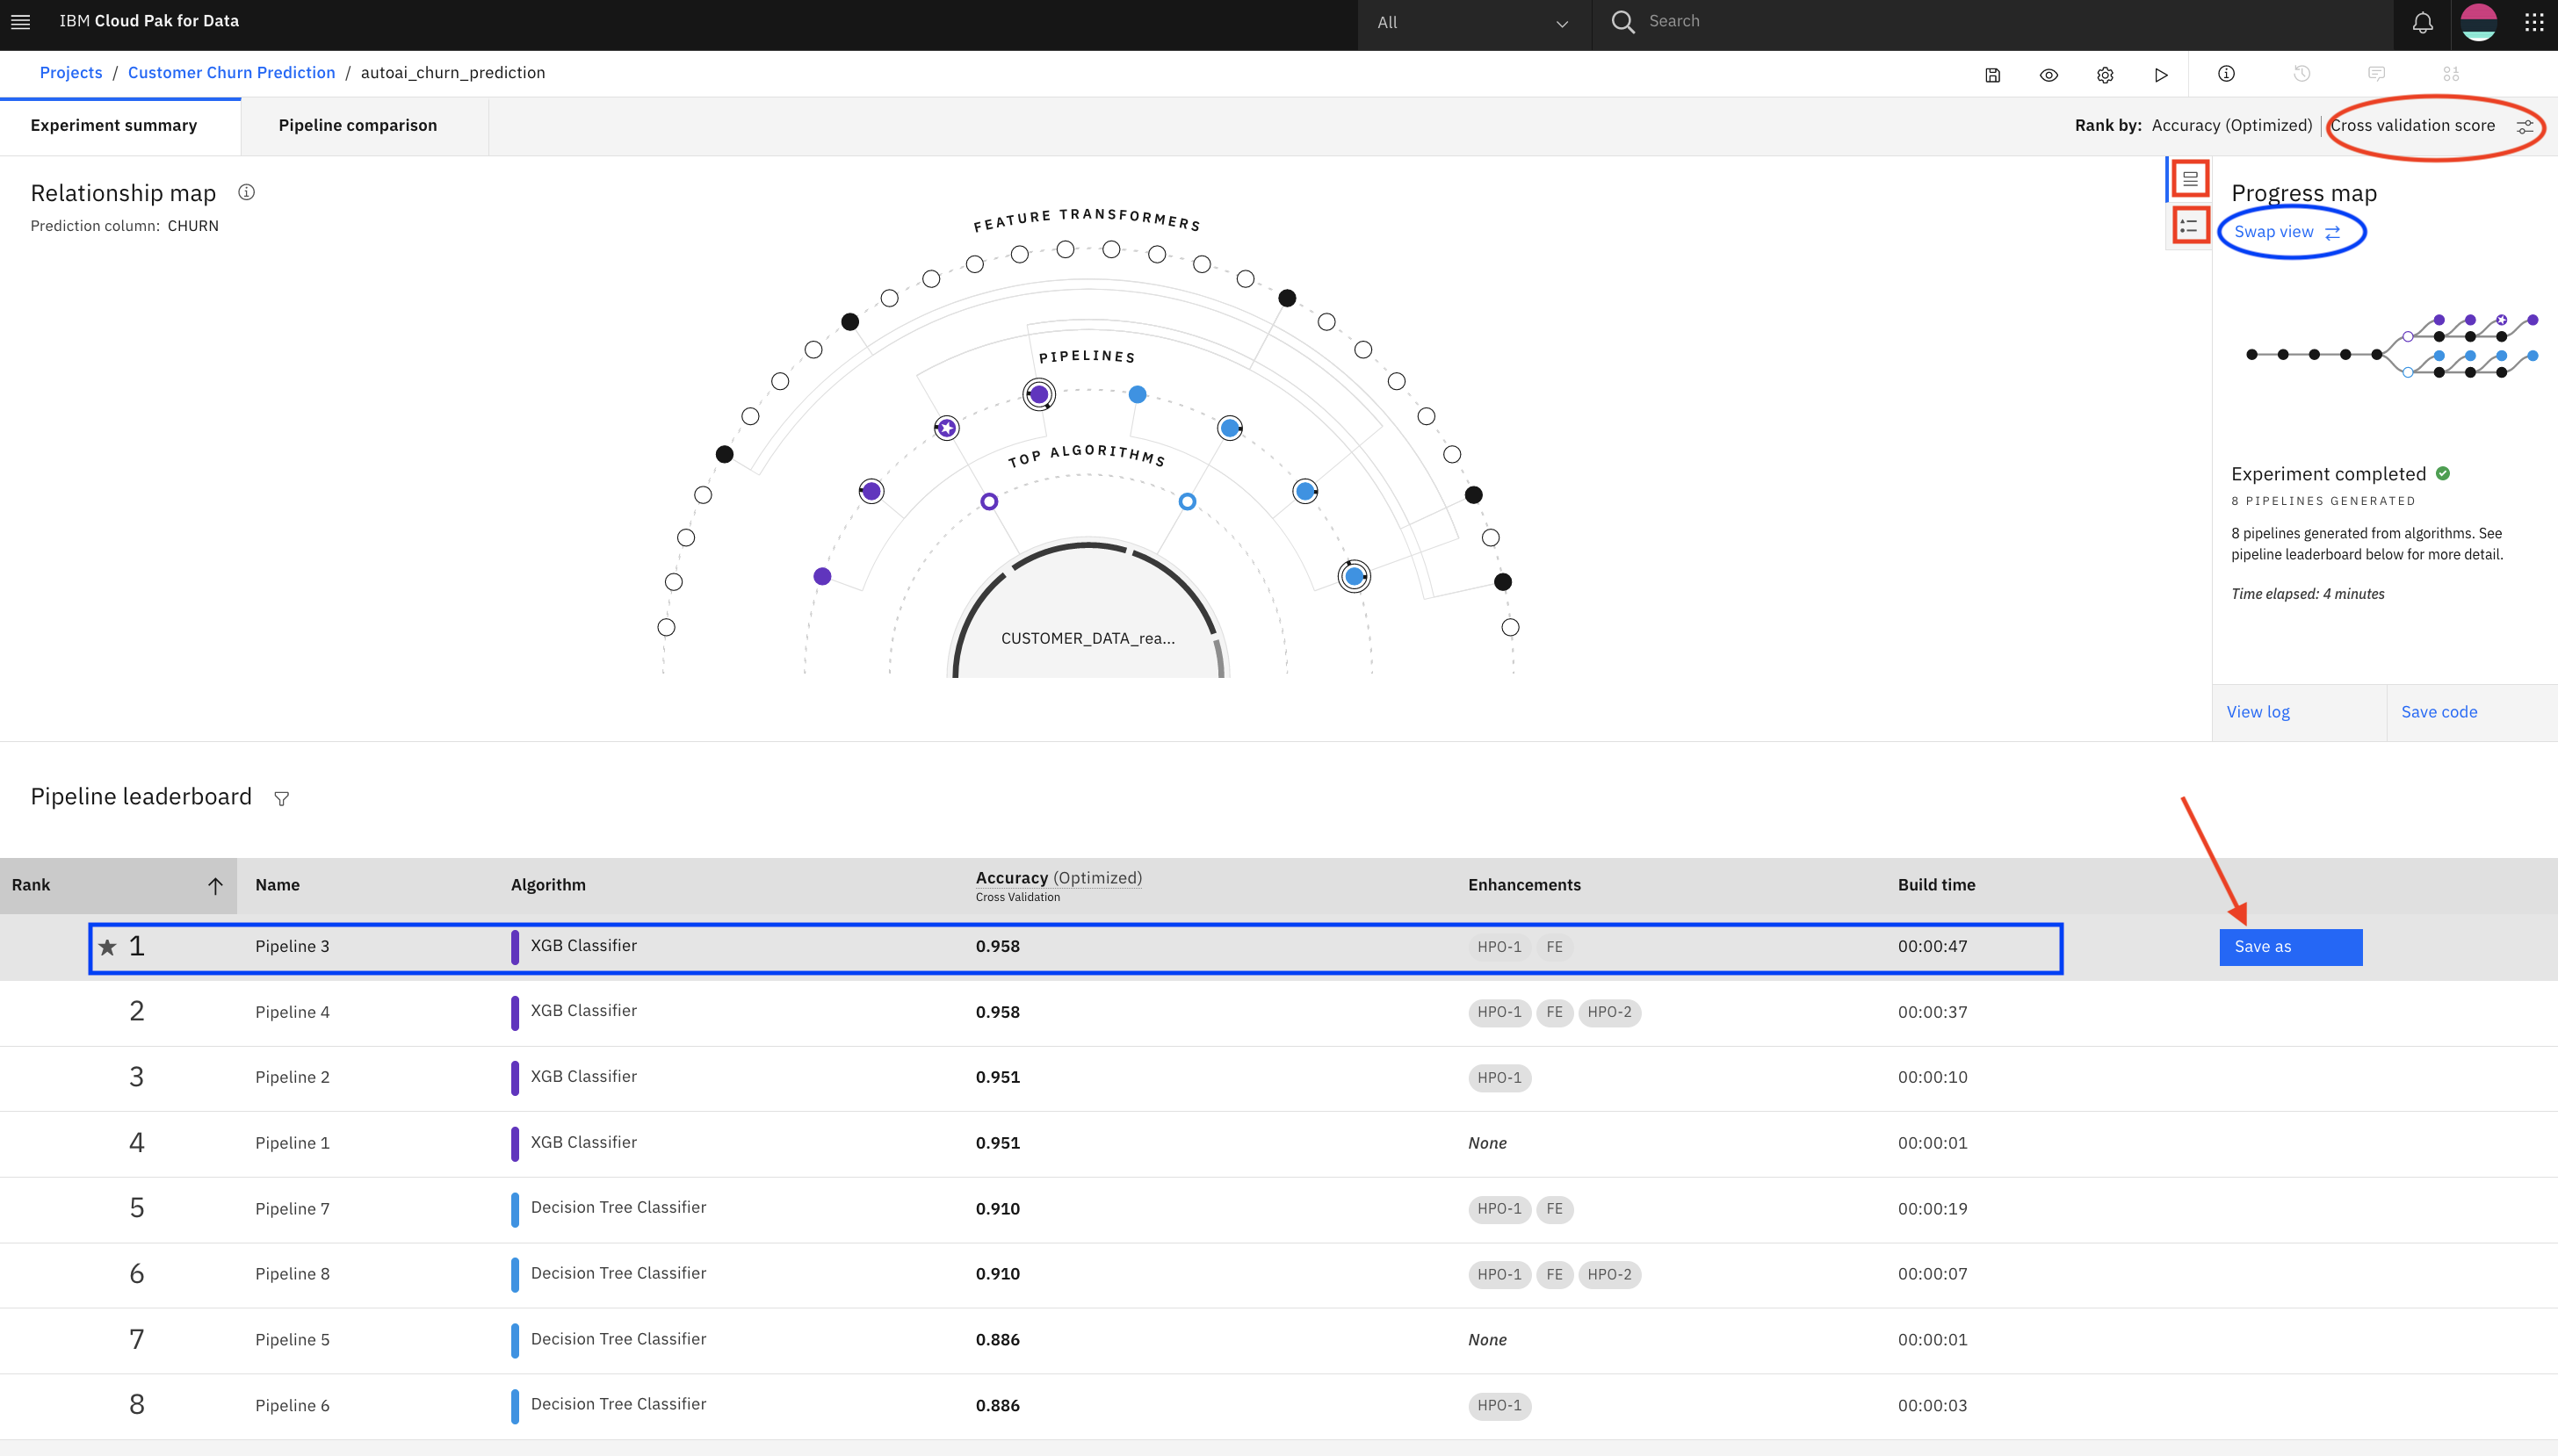 IBM Cloud Pak for Data
All
Search
Projects / Customer Churn Prediction / autoai_churn_prediction
Experiment summary
Pipeline comparison
Rank by: Accuracy (Optimized) | Cross validation score
Relationship map
Prediction column: CHURN
FEATURE TRANSFORMERS
PIPELINES
TOP ALGORITHMS
CUSTOMER_DATA_rea...
Progress map
Swap view
Experiment completed
8 PIPELINES GENERATED
8 pipelines generated from algorithms. See
pipeline leaderboard below for more detail.
Time elapsed: 4 minutes
View log
Save code
Pipeline leaderboard
Rank Name Algorithm Accuracy (Optimized) Enhancements Build time
Cross Validation
1 Pipeline 3 XGB Classifier 0.958 HPO-1 FE 00:00:47 Save as
2 Pipeline 4 XGB Classifier 0.958 HPO-1 FE HPO-2 00:00:37
3 Pipeline 2 XGB Classifier 0.951 HPO-1 00:00:10
4 Pipeline 1 XGB Classifier 0.951 None 00:00:01
5 Pipeline 7 Decision Tree Classifier 0.910 HPO-1 FE 00:00:19
6 Pipeline 8 Decision Tree Classifier 0.910 HPO-1 FE HPO-2 00:00:07
7 Pipeline 5 Decision Tree Classifier 0.886 None 00:00:01
8 Pipeline 6 Decision Tree Classifier 0.886 HPO-1 00:00:03